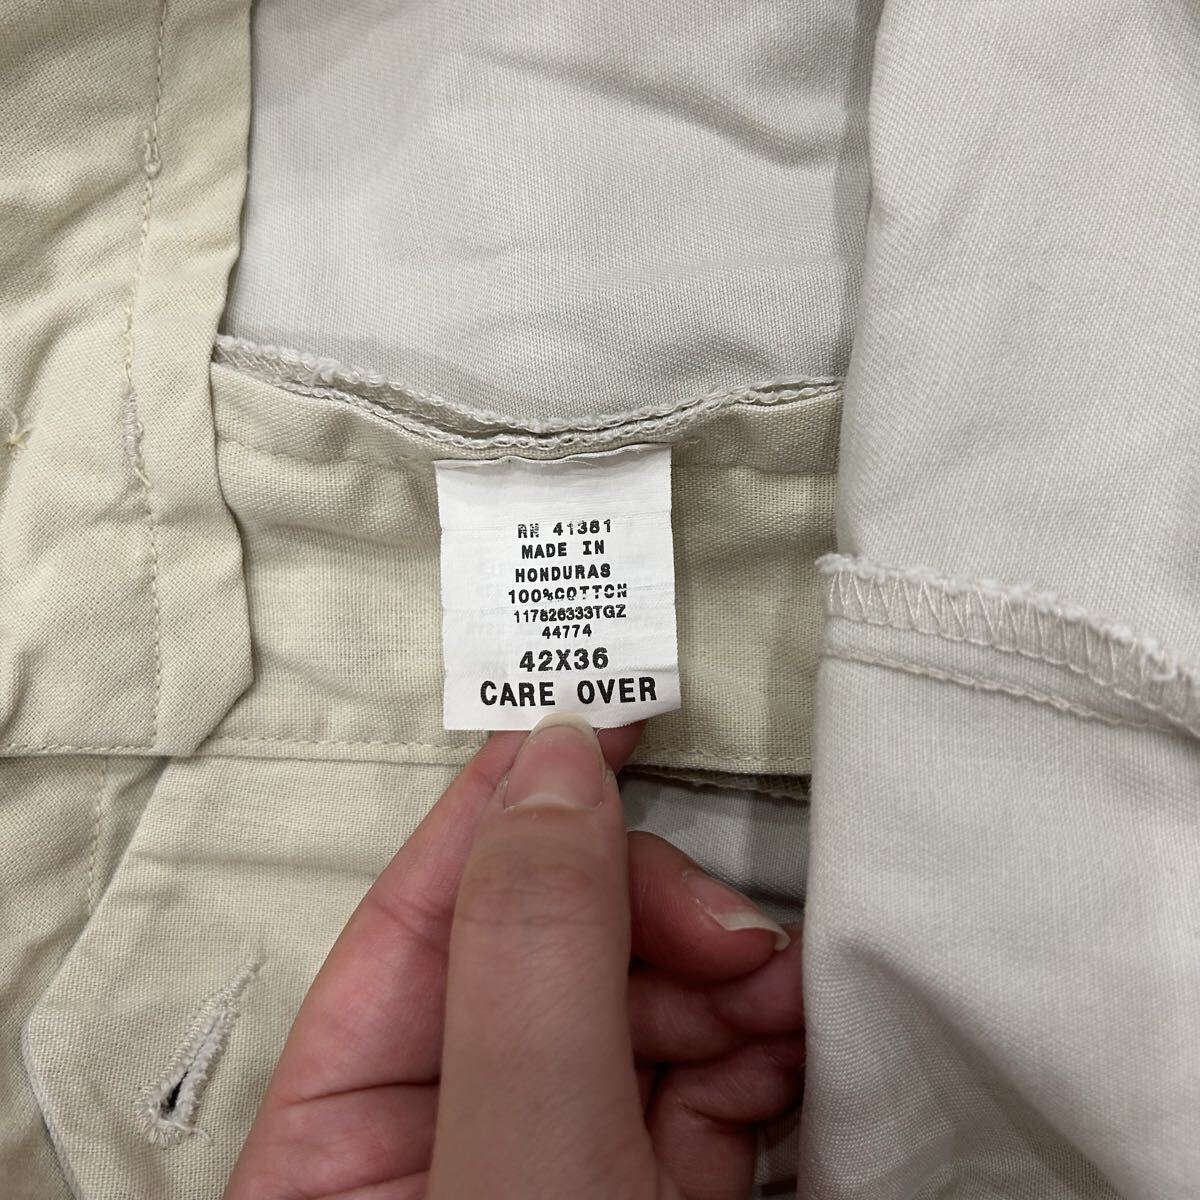 RN 41381
MADE IN
HONDURAS
100%COTTON
117826333TGZ
44774
42X36
CARE OVER